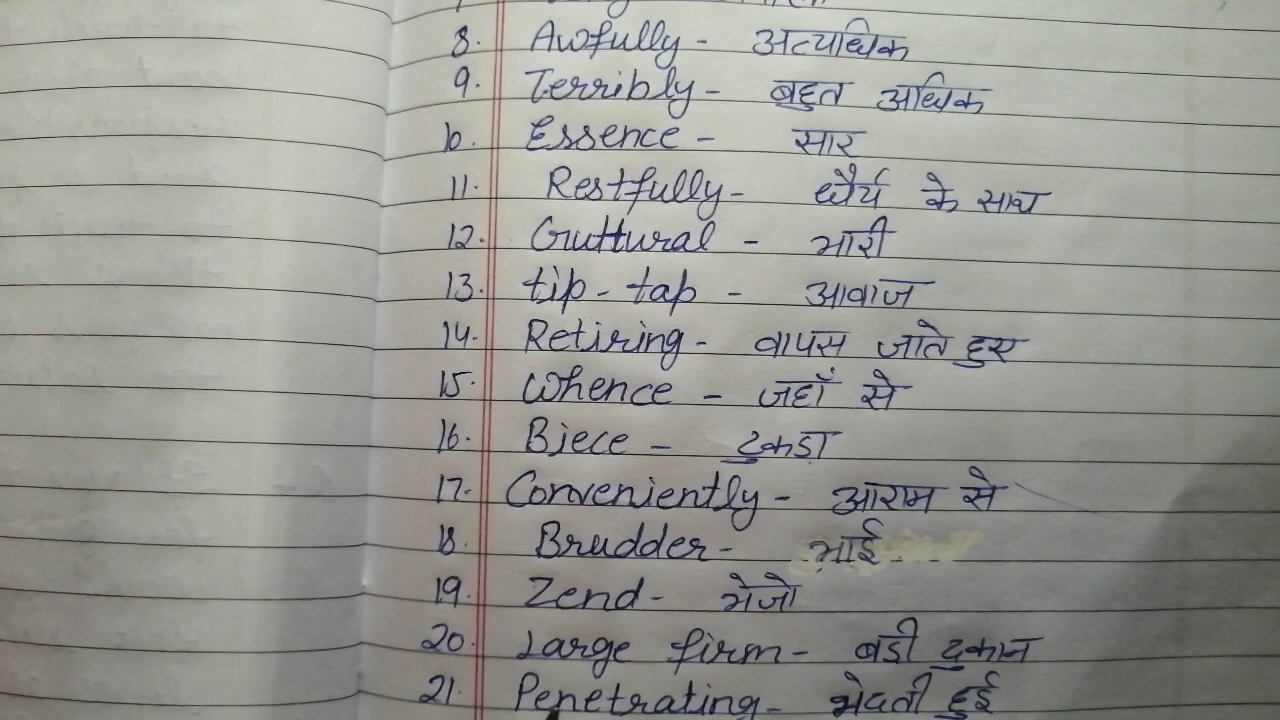 8. Awfully - अत्यधिक
9. Terribly - बहुत अधिक
10. Essence - सार
11. Restfully - धैर्य के साथ
12. Guttural - भारी
13. tip-tap - आवाज
14. Retiring - वापस जाते हुए
15. Whence - जहाँ से
16. Biece - टुकडा
17. Conveniently - आराम से
18. Brudder - भाई
19. Zend - भेजो
20. Large firm - बडी दुकान
21. Penetrating - भेदती हुई